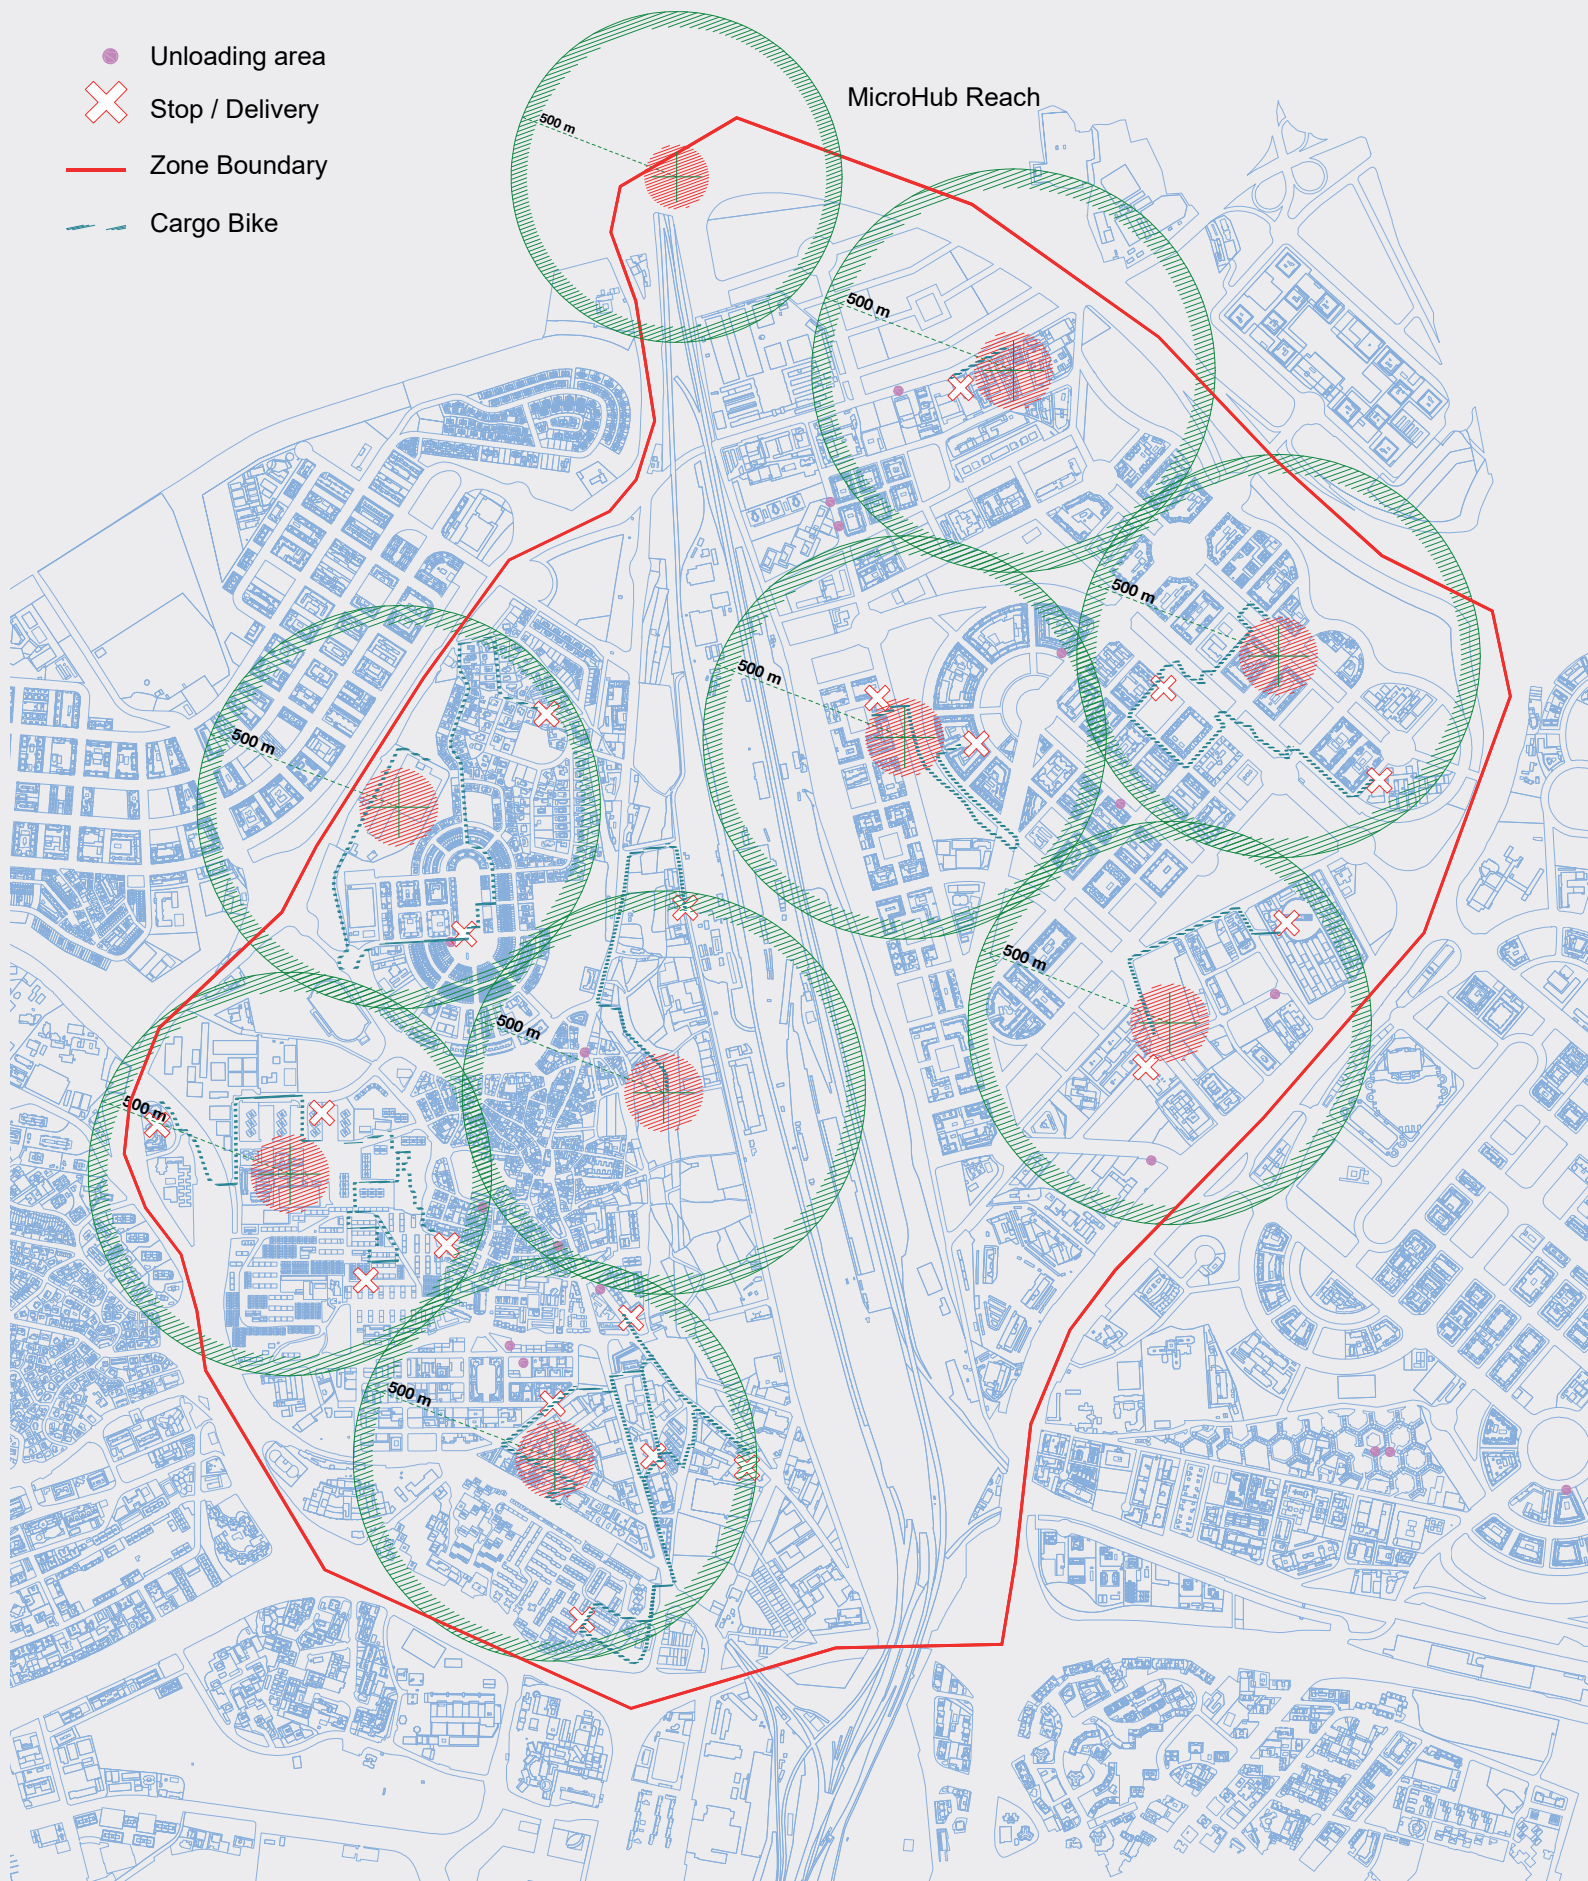 Unloading area
Stop / Delivery
MicroHub Reach
500 m
Zone Boundary
Cargo Bike
500 m
500 m
500 m
500 m
500 m
500 m
500 m
500 m